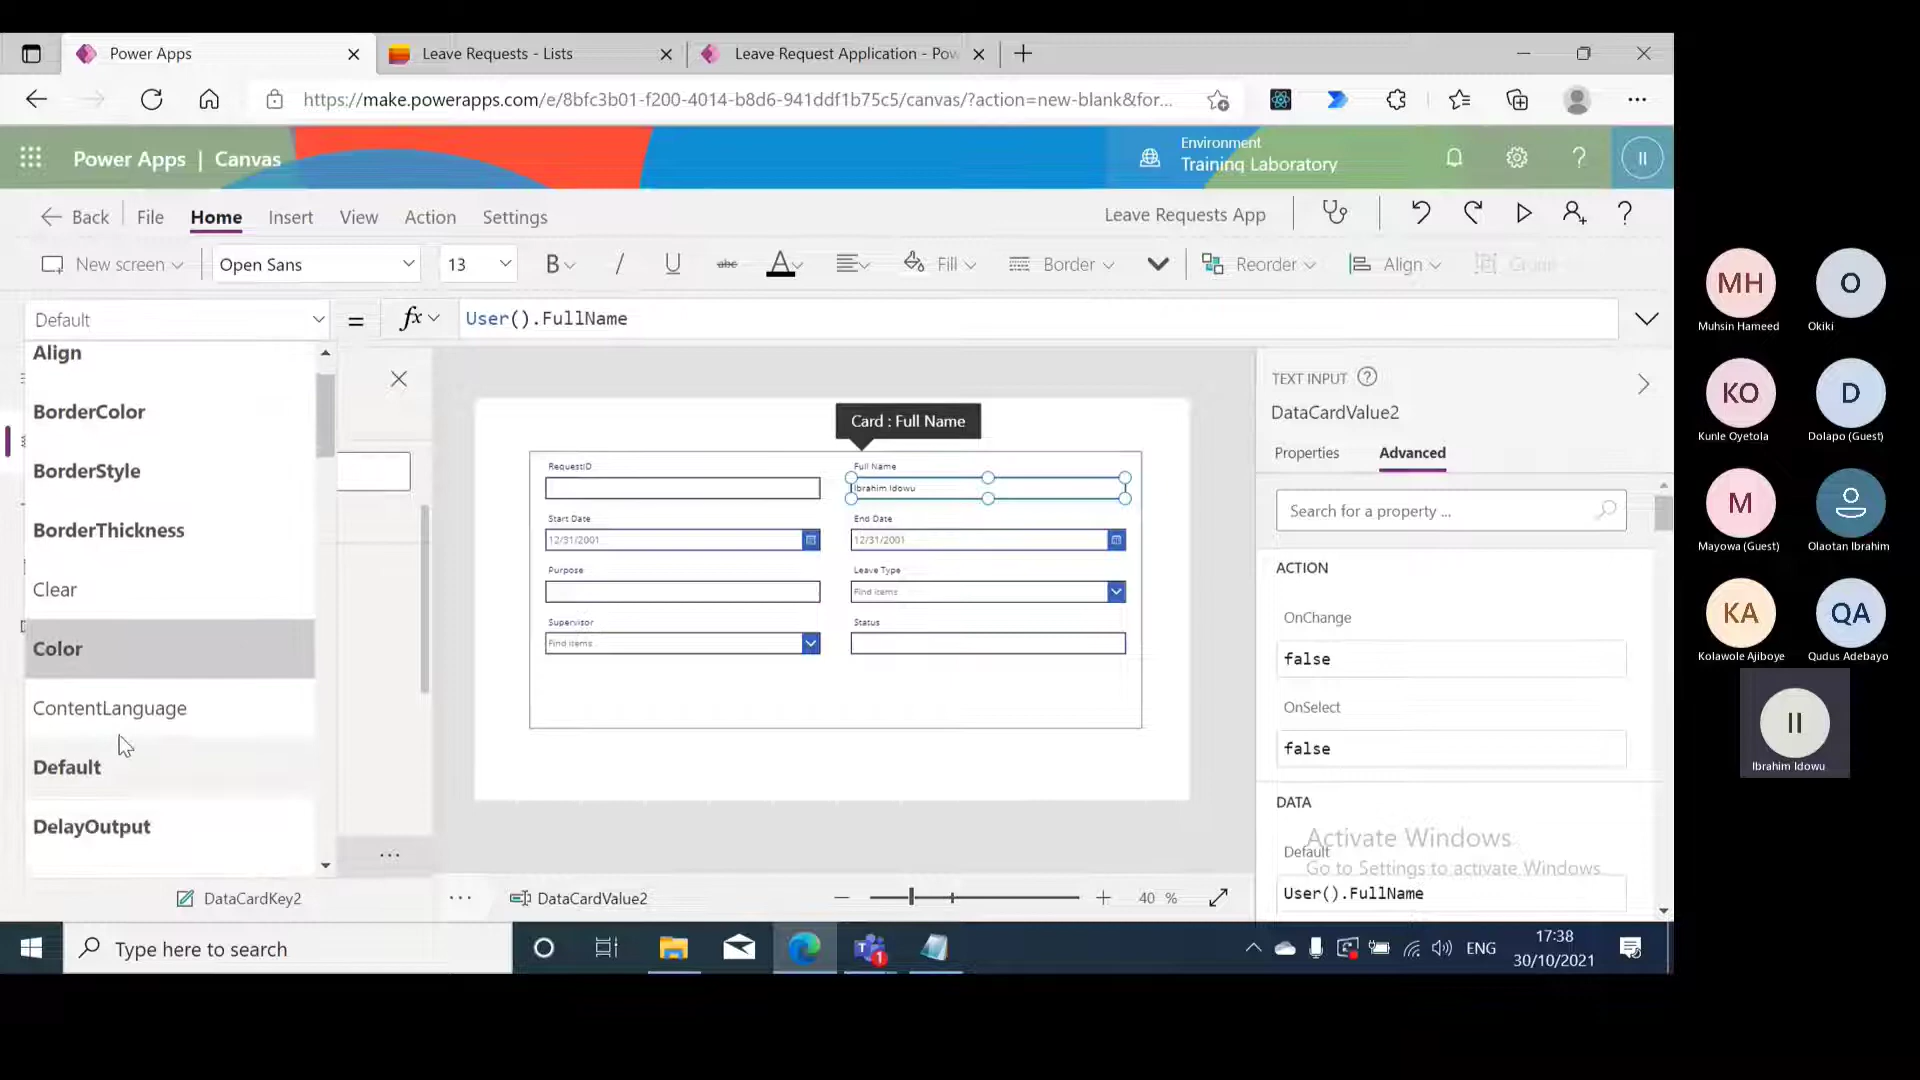 Power Apps
Leave Requests - Lists
Leave Request Application - Pow
https://make.powerapps.com/e/8bfc3b01-f200-4014-b8d6-941ddf1b75c5/canvas/?action=new-blank&for...
Power Apps | Canvas
Environment
Training Laboratory
II
Back
File
Home
Insert
View
Action
Settings
Leave Requests App
New screen
Open Sans
13
B
/
U
abc
A
Fill
Border
Reorder
Align
Group
Default
=
fx
User().FullName
Align
BorderColor
BorderStyle
BorderThickness
Clear
Color
ContentLanguage
Default
DelayOutput
Card : Full Name
RequestID
Full Name
Ibrahim Idowu
Start Date
End Date
12/31/2001
12/31/2001
Purpose
Leave Type
Find items
Supervisor
Status
Find items
TEXT INPUT
DataCardValue2
Properties
Advanced
Search for a property ...
ACTION
OnChange
false
OnSelect
false
DATA
Activate Windows
Default
Go to Settings to activate Windows
User().FullName
DataCardKey2
DataCardValue2
40 %
Type here to search
1
ENG
17:38
30/10/2021
MH
Muhsin Hameed
O
Okiki
KO
Kunle Oyetola
D
Dolapo (Guest)
M
Mayowa (Guest)
Olaotan Ibrahim
KA
Kolawole Ajiboye
QA
Qudus Adebayo
II
Ibrahim Idowu